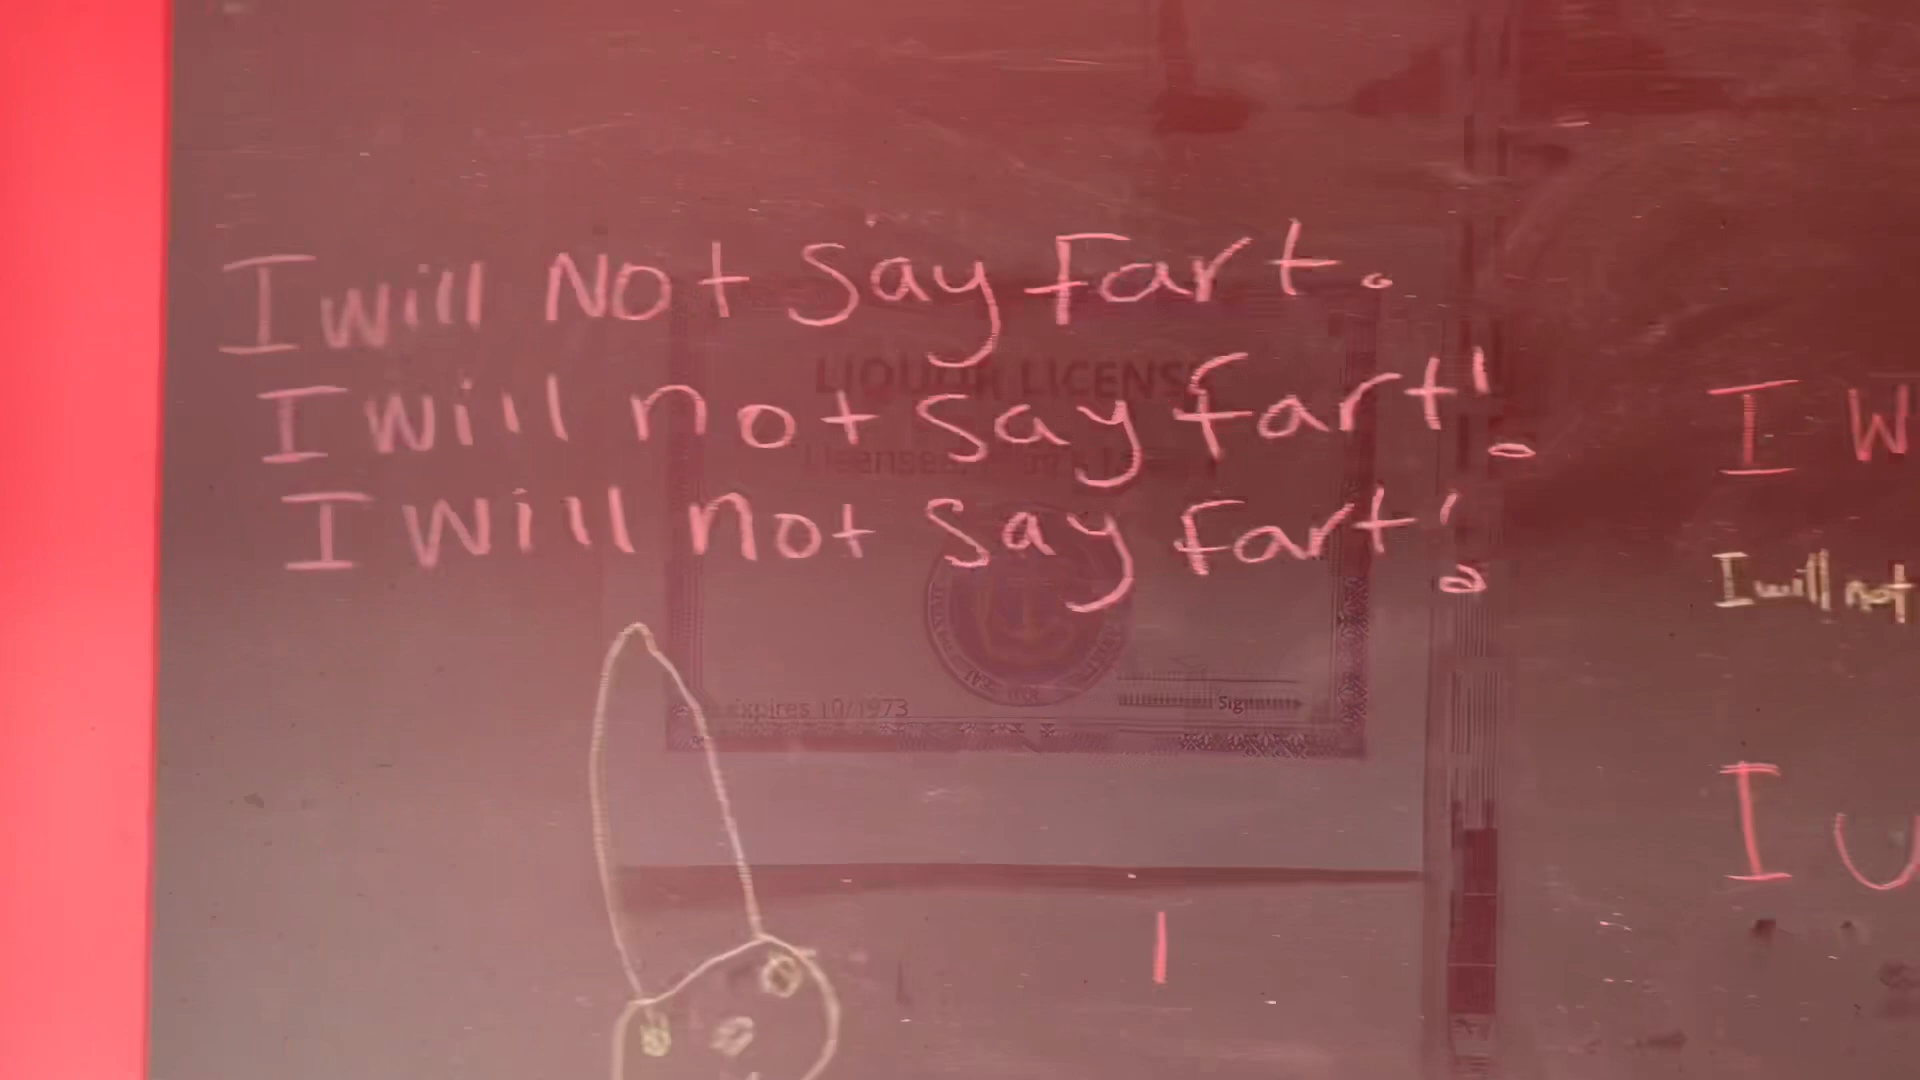 I will NOT Say Fart.
I will not say fart!
I will not say Fart!
LIQUOR LICENSE
Licensee
expires 10/1973
I W
I will not
I